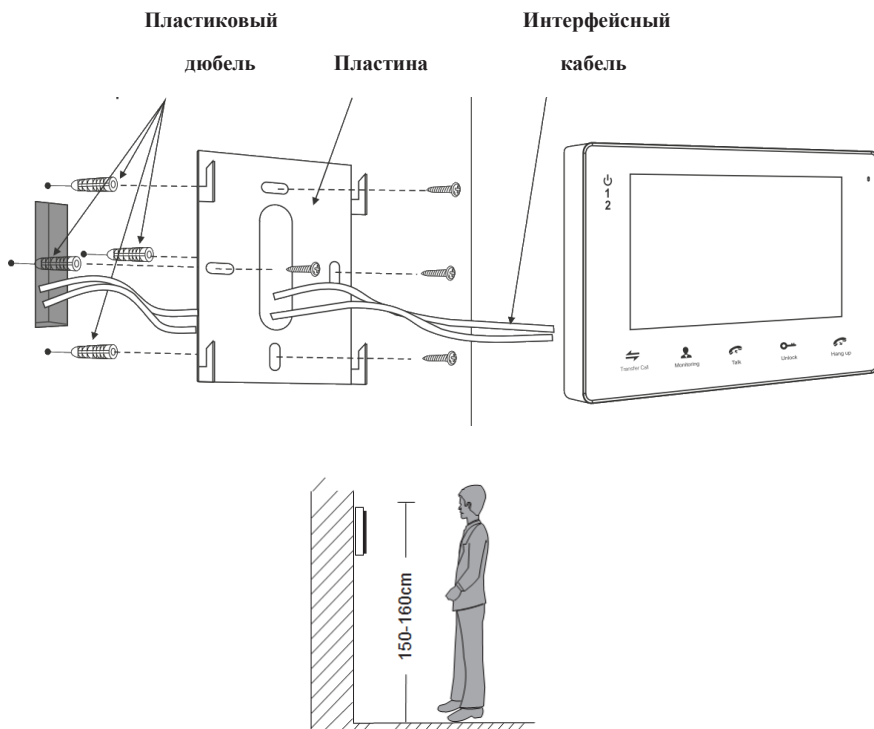 Пластиковый
дюбель
Пластина
Интерфейсный
кабель
1
2
Transfer Call
Monitoring
Talk
Unlock
Hang up
150-160cm